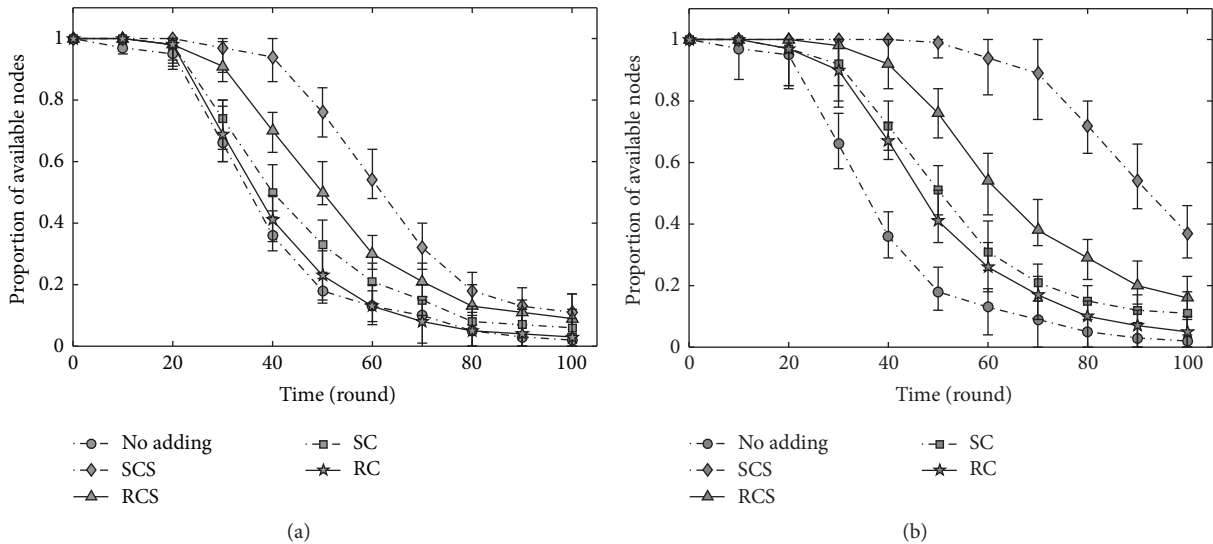 Proportion of available nodes
1
0.8
0.6
0.4
0.2
0
0 20 40 60 80 100
Time (round)
No adding
SCS
RCS
SC
RC
(a)
Proportion of available nodes
1
0.8
0.6
0.4
0.2
0
0 20 40 60 80 100
Time (round)
No adding
SCS
RCS
SC
RC
(b)